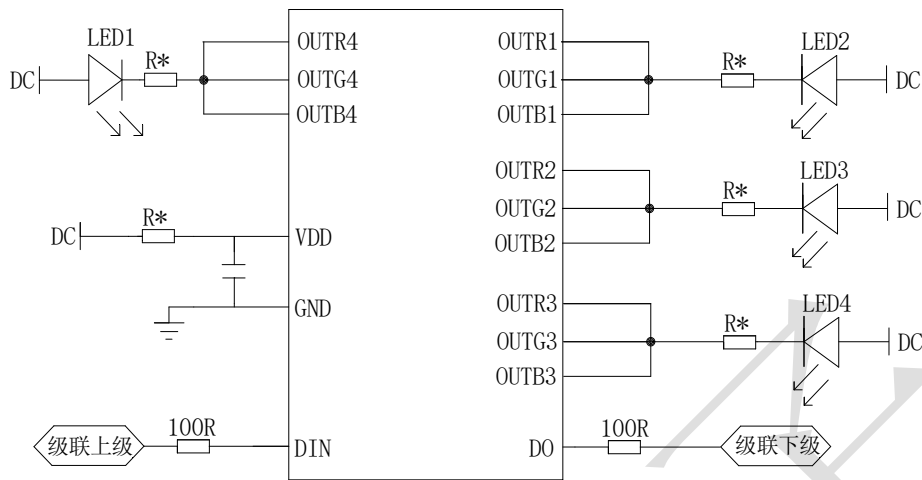 LED1
DC
R*
OUTR4
OUTG4
OUTB4
OUTR1
OUTG1
OUTB1
R*
LED2
DC
OUTR2
OUTG2
OUTB2
R*
LED3
DC
DC
R*
VDD
GND
OUTR3
OUTG3
OUTB3
R*
LED4
DC
级联上级
100R
DIN
DO
100R
级联下级